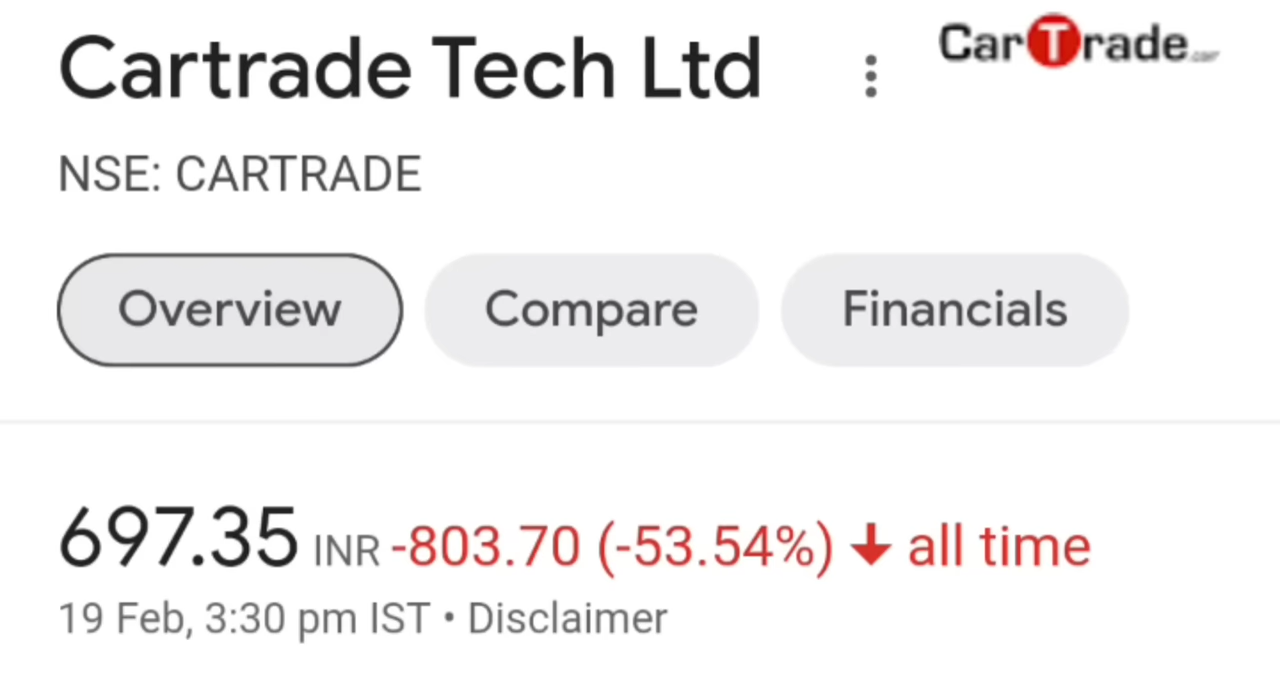 Cartrade Tech Ltd
CarTrade.com
NSE: CARTRADE
Overview Compare Financials
697.35 INR -803.70 (-53.54%) ↓ all time
19 Feb, 3:30 pm IST • Disclaimer